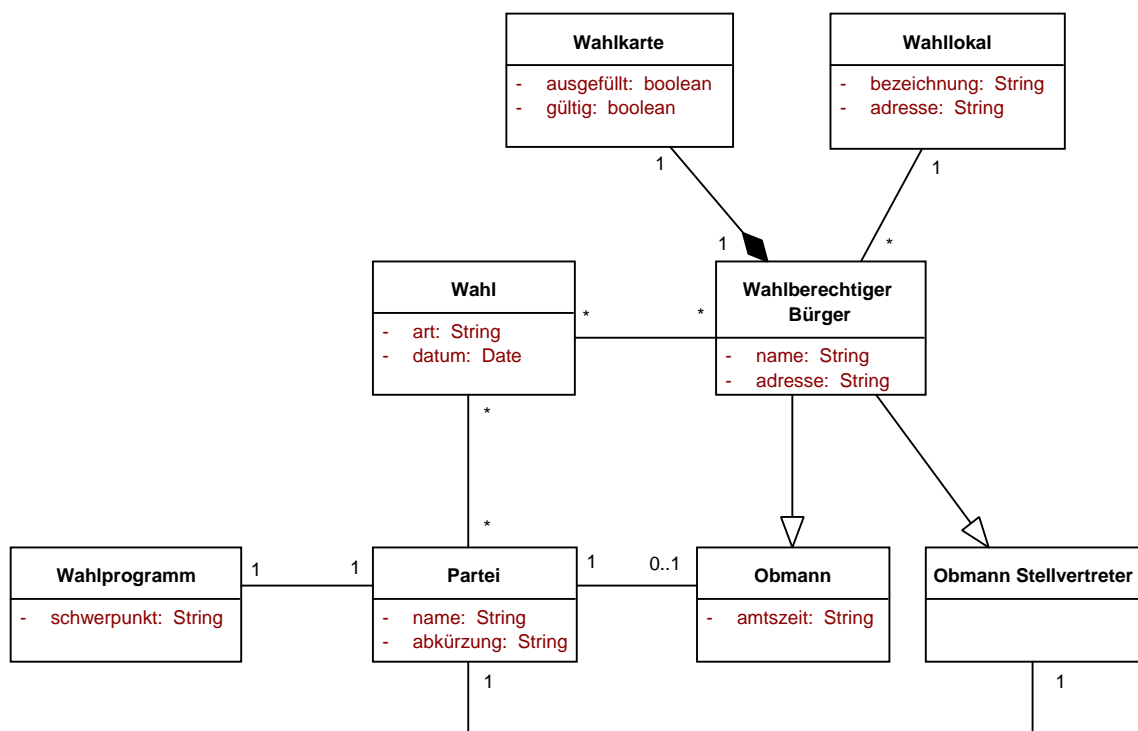 Wahlkarte
- ausgefüllt: boolean
- gültig: boolean
Wahllokal
- bezeichnung: String
- adresse: String
1
1
1
*
Wahl
- art: String
- datum: Date
*
*
Wahlberechtiger
Bürger
- name: String
- adresse: String
*
*
Wahlprogramm
- schwerpunkt: String
1
1
Partei
- name: String
- abkürzung: String
1
0..1
Obmann
- amtszeit: String
Obmann Stellvertreter
1
1